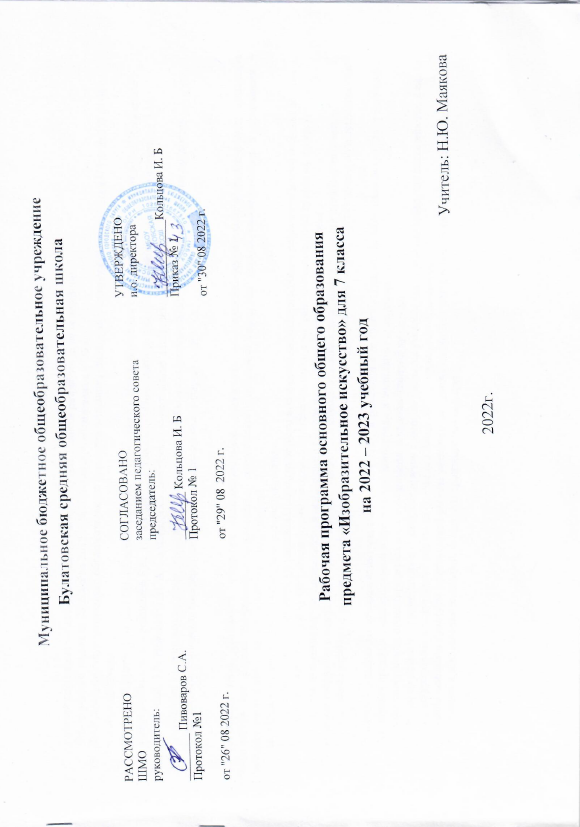 Муниципальное бюджетное общеобразовательное учреждение
Булатовская средняя общеобразовательная школа
РАССМОТРЕНО
ШМО
руководитель:
Пивоваров С.А.
Протокол №1
от "26" 08 2022 г.
СОГЛАСОВАНО
заседанием педагогического совета
председатель:
Кольцова И. Б
Протокол № 1
от "29" 08 2022 г.
УТВЕРЖДЕНО
и.о. директора
Кольцова И. Б
Приказ №
от "30" 08 2022 г.
Рабочая программа основного общего образования
предмета «Изобразительное искусство» для 7 класса
на 2022 – 2023 учебный год
Учитель: Н.Ю. Маякова
2022г.